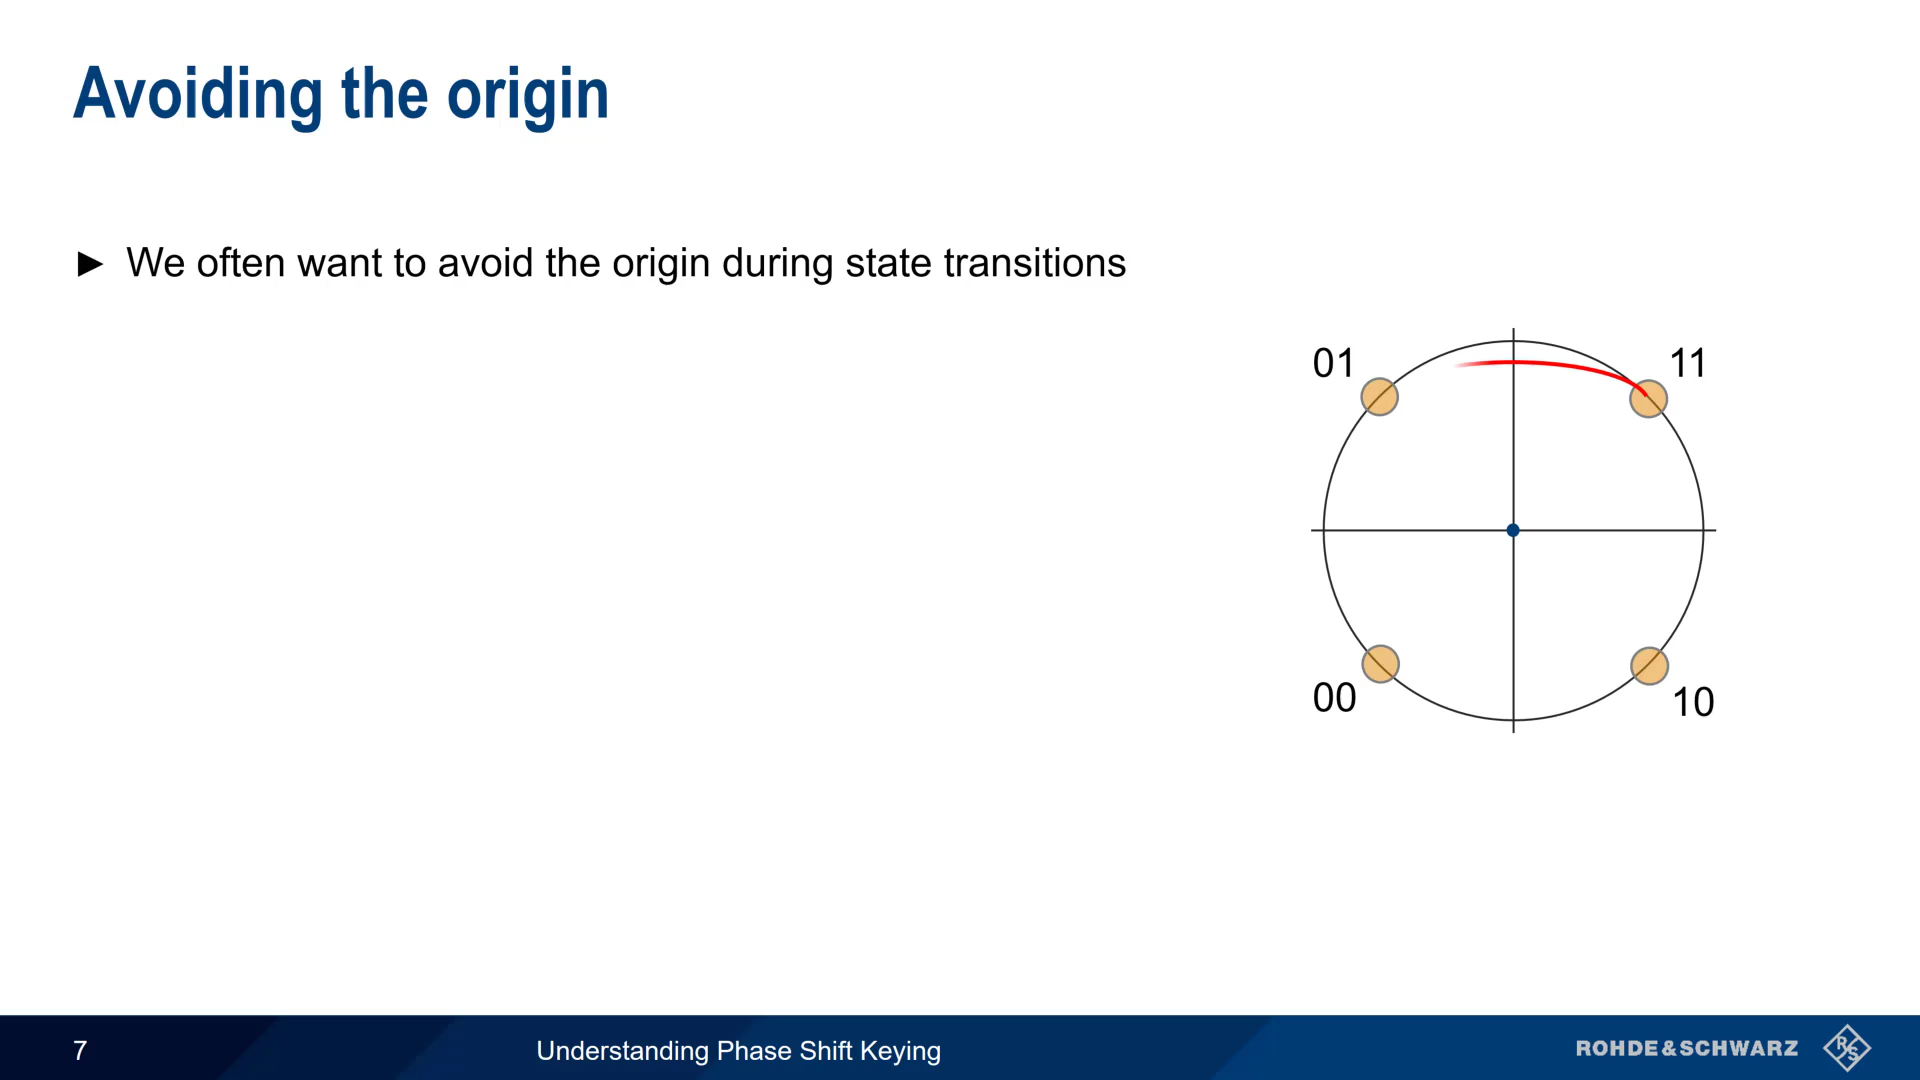 Avoiding the origin
► We often want to avoid the origin during state transitions
01
11
00
10
7
Understanding Phase Shift Keying
ROHDE&SCHWARZ
R&S